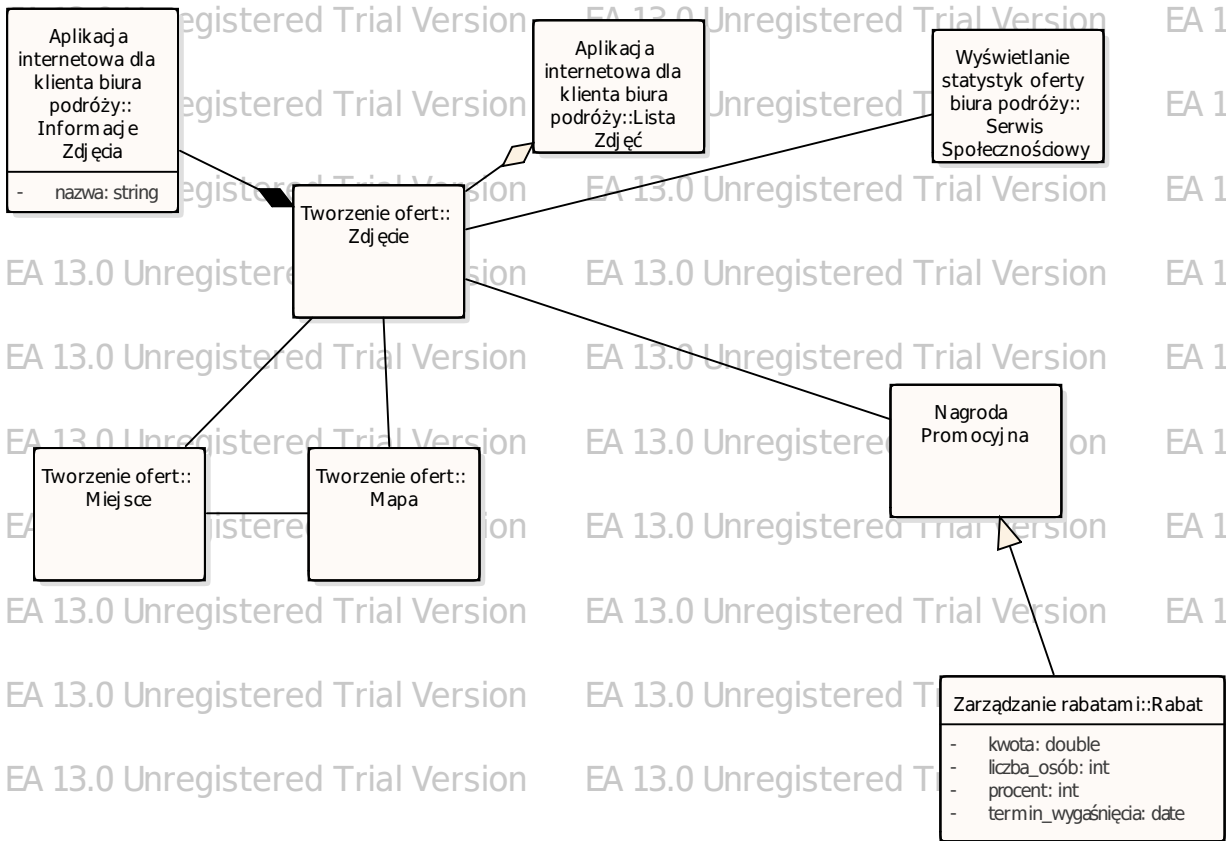 Aplikacja
internetowa dla
klienta biura
podróży::
Informacje
Zdjęcia
- nazwa: string
Aplikacja
internetowa dla
klienta biura
podróży::Lista
Zdjęć
Wyświetlanie
statystyk oferty
biura podróży::
Serwis
Społecznościowy
Tworzenie ofert::
Zdjęcie
Tworzenie ofert::
Miejsce
Tworzenie ofert::
Mapa
Nagroda
Promocyjna
Zarządzanie rabatami::Rabat
- kwota: double
- liczba_osób: int
- procent: int
- termin_wygaśnięcia: date
EA 13.0 Unregistered Trial Version